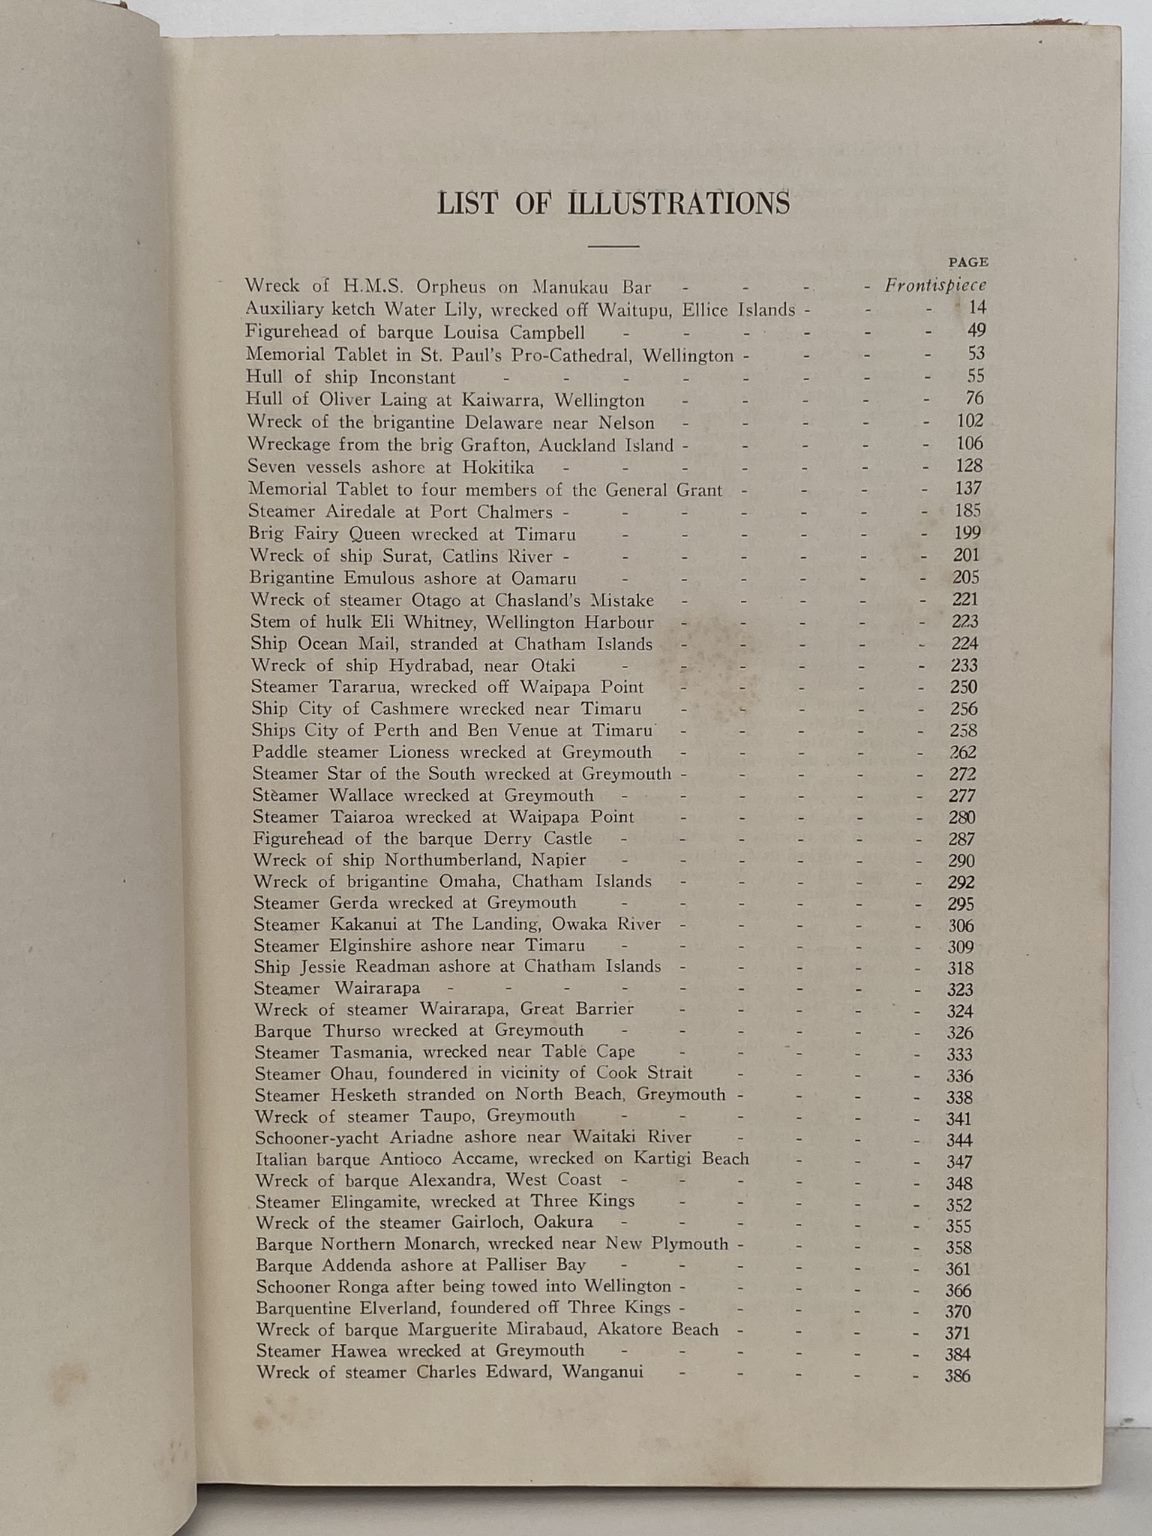 LIST OF ILLUSTRATIONS
PAGE
Wreck of H.M.S. Orpheus on Manukau Bar - - - - Frontispiece
Auxiliary ketch Water Lily, wrecked off Waitupu, Ellice Islands - - - 14
Figurehead of barque Louisa Campbell - - - - - - 49
Memorial Tablet in St. Paul's Pro-Cathedral, Wellington - - - - 53
Hull of ship Inconstant - - - - - - - - 55
Hull of Oliver Laing at Kaiwarra, Wellington - - - - - 76
Wreck of the brigantine Delaware near Nelson - - - - - 102
Wreckage from the brig Grafton, Auckland Island - - - - - 106
Seven vessels ashore at Hokitika - - - - - - - 128
Memorial Tablet to four members of the General Grant - - - - 137
Steamer Airedale at Port Chalmers - - - - - - - 185
Brig Fairy Queen wrecked at Timaru - - - - - - 199
Wreck of ship Surat, Catlins River - - - - - - - 201
Brigantine Emulous ashore at Oamaru - - - - - - 205
Wreck of steamer Otago at Chasland's Mistake - - - - - 221
Stem of hulk Eli Whitney, Wellington Harbour - - - - - 223
Ship Ocean Mail, stranded at Chatham Islands - - - - - 224
Wreck of ship Hydrabad, near Otaki - - - - - - 233
Steamer Tararua, wrecked off Waipapa Point - - - - - 250
Ship City of Cashmere wrecked near Timaru - - - - - 256
Ships City of Perth and Ben Venue at Timaru - - - - - 258
Paddle steamer Lioness wrecked at Greymouth - - - - - 262
Steamer Star of the South wrecked at Greymouth - - - - - 272
Steamer Wallace wrecked at Greymouth - - - - - - 277
Steamer Taiaroa wrecked at Waipapa Point - - - - - 280
Figurehead of the barque Derry Castle - - - - - - 287
Wreck of ship Northumberland, Napier - - - - - - 290
Wreck of brigantine Omaha, Chatham Islands - - - - - 292
Steamer Gerda wrecked at Greymouth - - - - - - 295
Steamer Kakanui at The Landing, Owaka River - - - - - 306
Steamer Elginshire ashore near Timaru - - - - - - 309
Ship Jessie Readman ashore at Chatham Islands - - - - - 318
Steamer Wairarapa - - - - - - - - - 323
Wreck of steamer Wairarapa, Great Barrier - - - - - 324
Barque Thurso wrecked at Greymouth - - - - - - 326
Steamer Tasmania, wrecked near Table Cape - - - - - 333
Steamer Ohau, foundered in vicinity of Cook Strait - - - - 336
Steamer Hesketh stranded on North Beach, Greymouth - - - - 338
Wreck of steamer Taupo, Greymouth - - - - - - 341
Schooner-yacht Ariadne ashore near Waitaki River - - - - 344
Italian barque Antioco Accame, wrecked on Kartigi Beach - - - 347
Wreck of barque Alexandra, West Coast - - - - - - 348
Steamer Elingamite, wrecked at Three Kings - - - - - 352
Wreck of the steamer Gairloch, Oakura - - - - - - 355
Barque Northern Monarch, wrecked near New Plymouth - - - - 358
Barque Addenda ashore at Palliser Bay - - - - - - 361
Schooner Ronga after being towed into Wellington - - - - - 366
Barquentine Elverland, foundered off Three Kings - - - - - 370
Wreck of barque Marguerite Mirabaud, Akatore Beach - - - - 371
Steamer Hawea wrecked at Greymouth - - - - - - 384
Wreck of steamer Charles Edward, Wanganui - - - - - 386